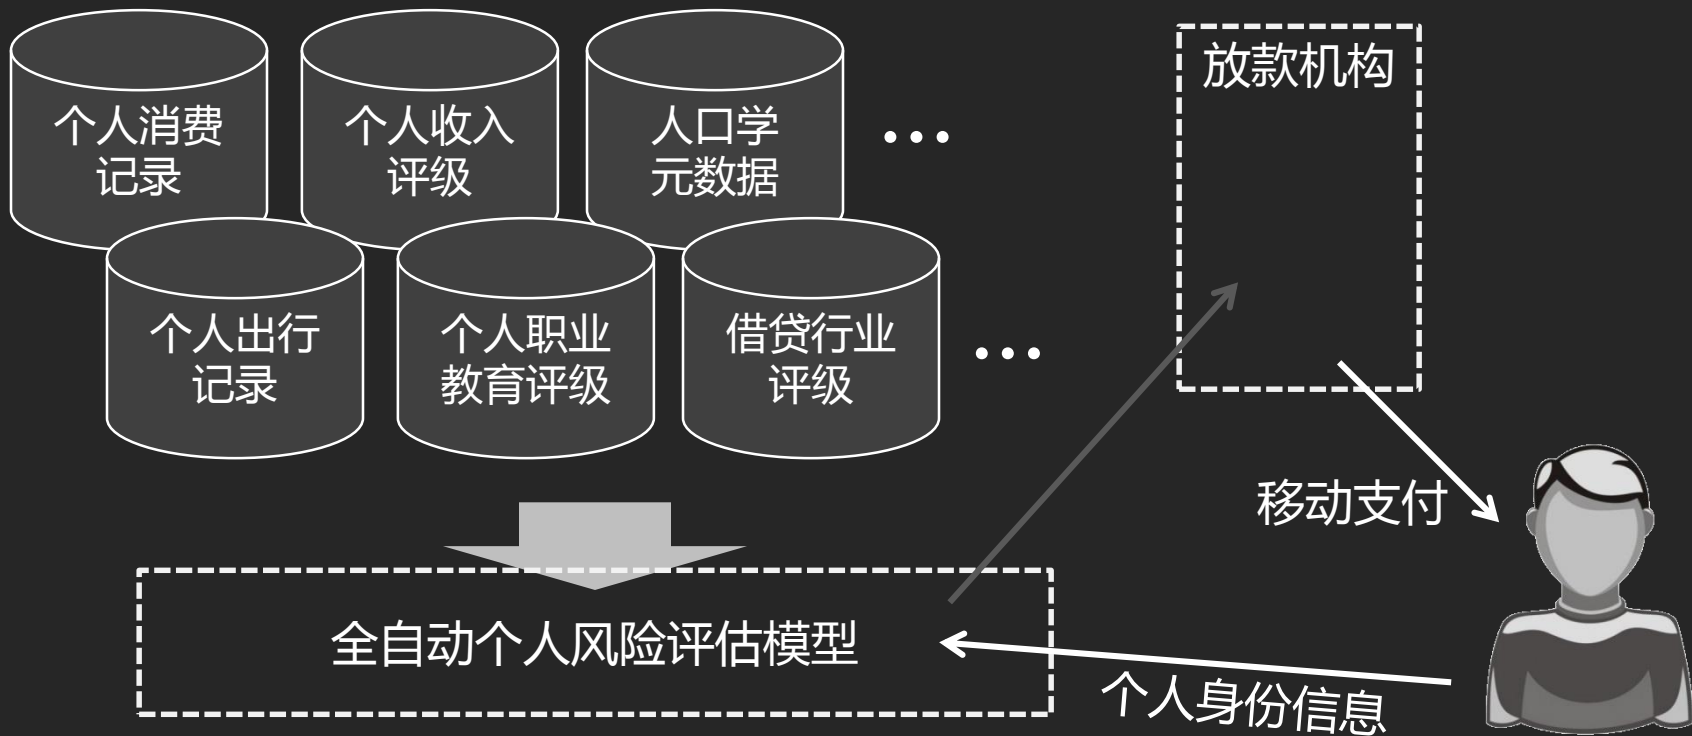 个人消费
记录
个人收入
评级
人口学
元数据
...
放款机构
个人出行
记录
个人职业
教育评级
借贷行业
评级
...
移动支付
全自动个人风险评估模型
个人身份信息